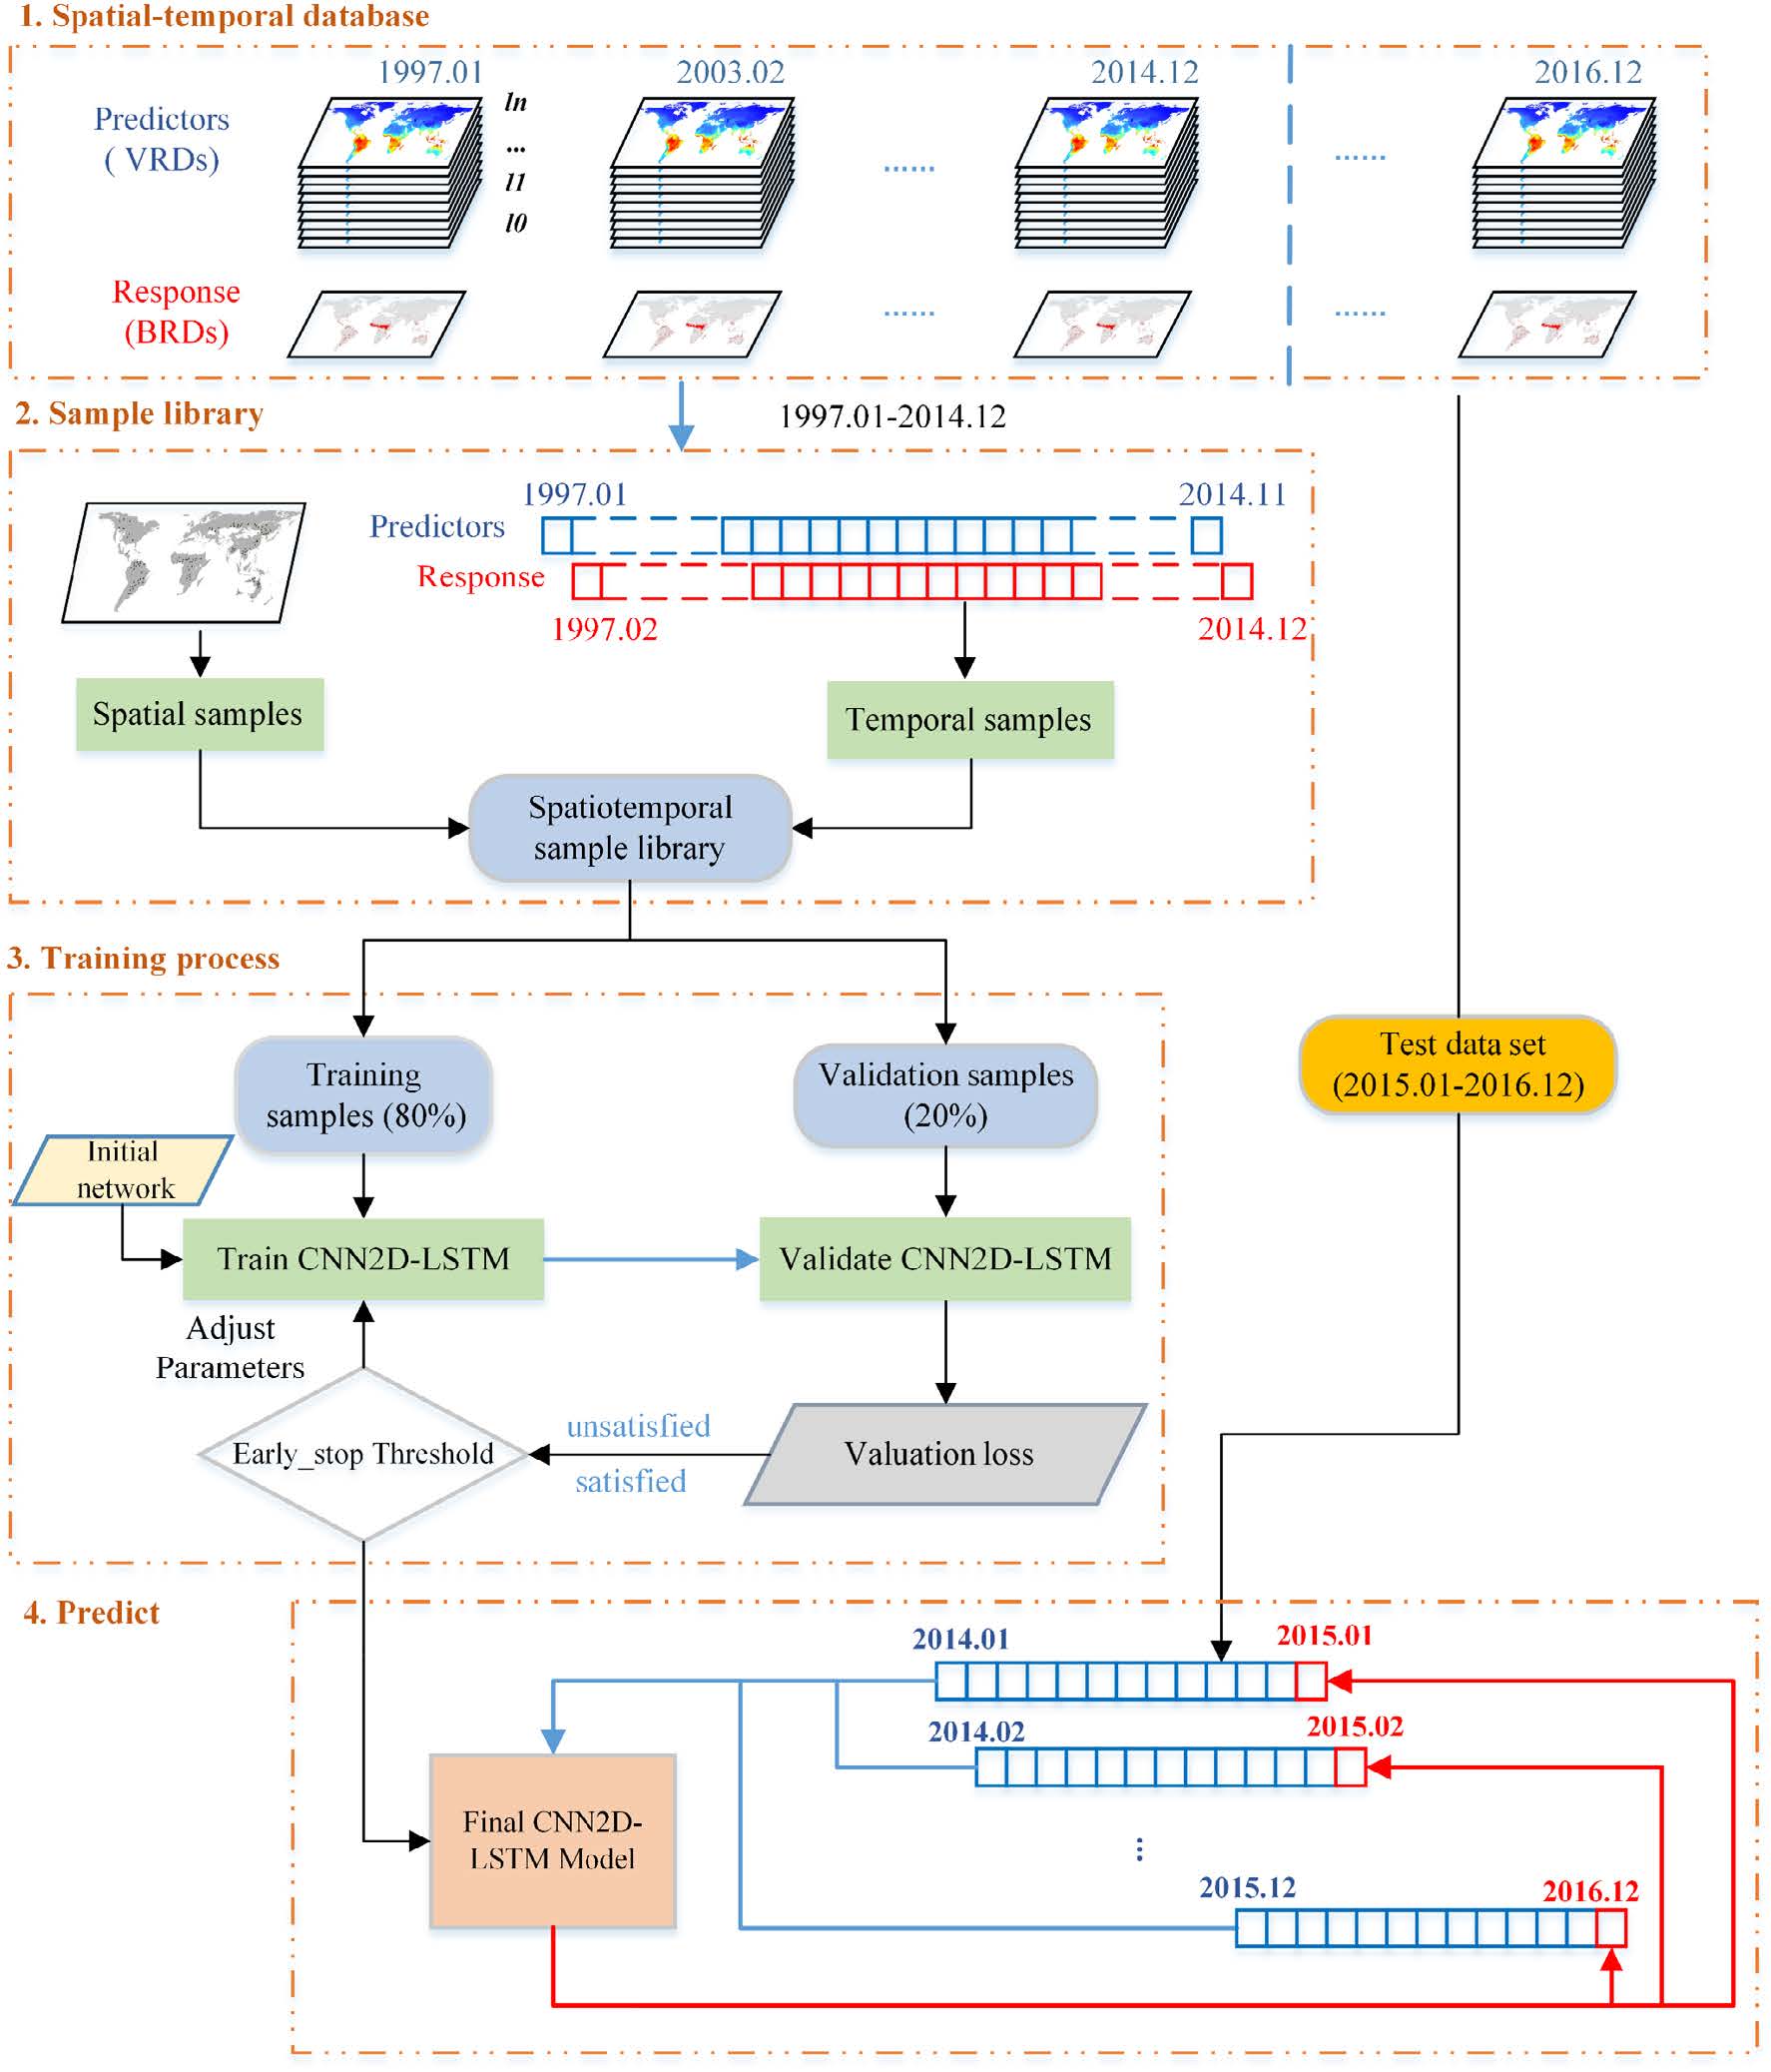 1. Spatial-temporal database
1997.01
2003.02
2014.12
2016.12
Predictors
( VRDs)
ln
...
l1
l0
......
......
Response
(BRDs)
......
......
2. Sample library
1997.01-2014.12
1997.01
2014.11
Predictors
Response
1997.02
2014.12
Spatial samples
Temporal samples
Spatiotemporal
sample library
3. Training process
Training
samples (80%)
Validation samples
(20%)
Test data set
(2015.01-2016.12)
Initial
network
Train CNN2D-LSTM
Validate CNN2D-LSTM
Adjust
Parameters
Early_stop Threshold
unsatisfied
satisfied
Valuation loss
4. Predict
2014.01
2015.01
2014.02
2015.02
Final CNN2D-
LSTM Model
...
2015.12
2016.12